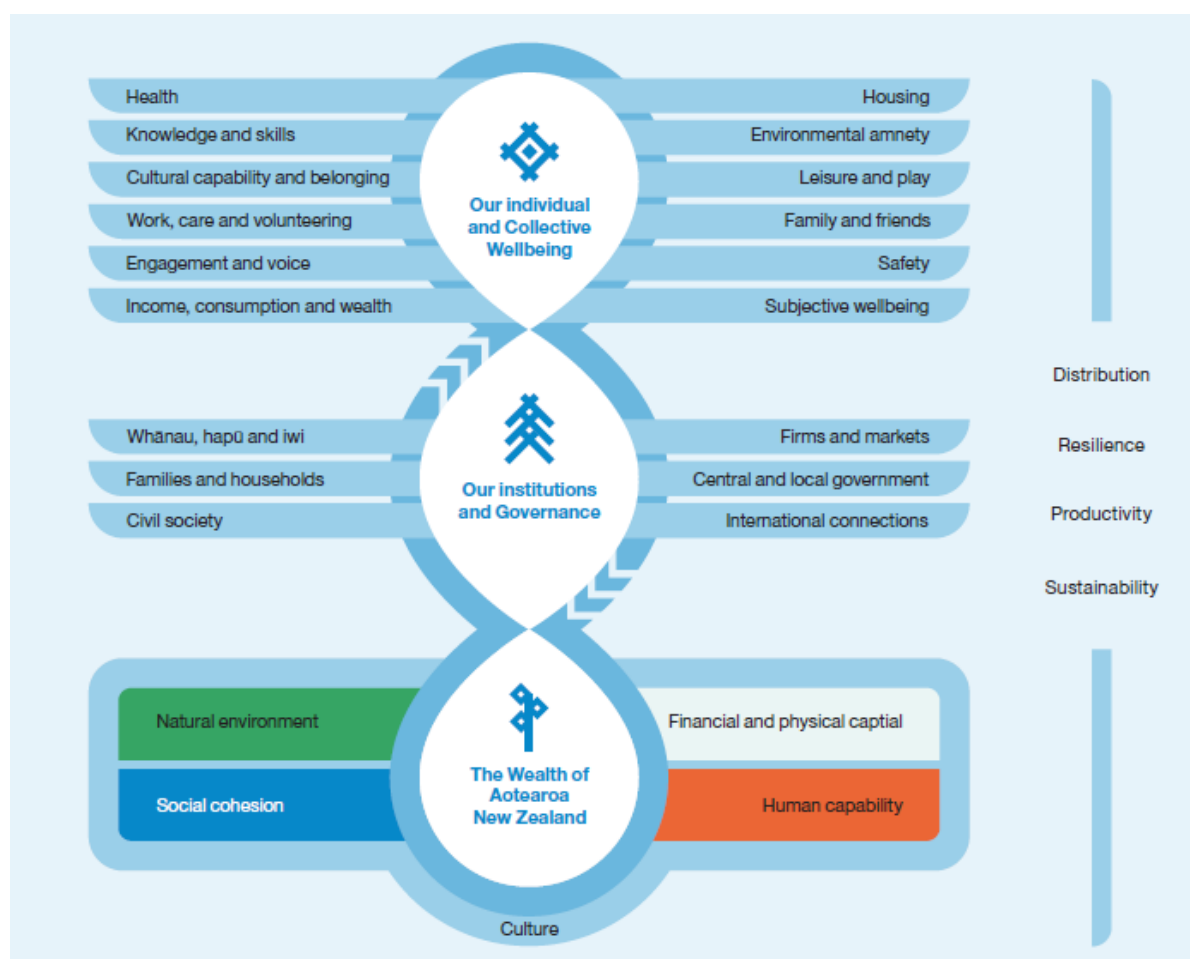 Health
Housing
Knowledge and skills
Environmental amnety
Cultural capability and belonging
Leisure and play
Work, care and volunteering
Family and friends
Engagement and voice
Safety
Income, consumption and wealth
Subjective wellbeing
Our individual
and Collective
Wellbeing
Whānau, hapū and iwi
Firms and markets
Families and households
Central and local government
Civil society
International connections
Our institutions
and Governance
Distribution
Resilience
Productivity
Sustainability
Natural environment
Financial and physical captial
Social cohesion
Human capability
The Wealth of
Aotearoa
New Zealand
Culture